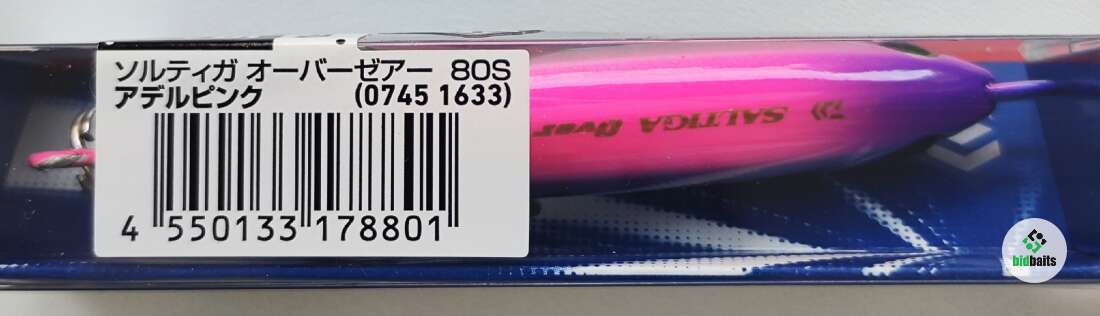 ソルティガ オーバーゼアー 80S
アデルピンク (0745 1633)
4 550133 178801
SALTIGA Over
bidbaits